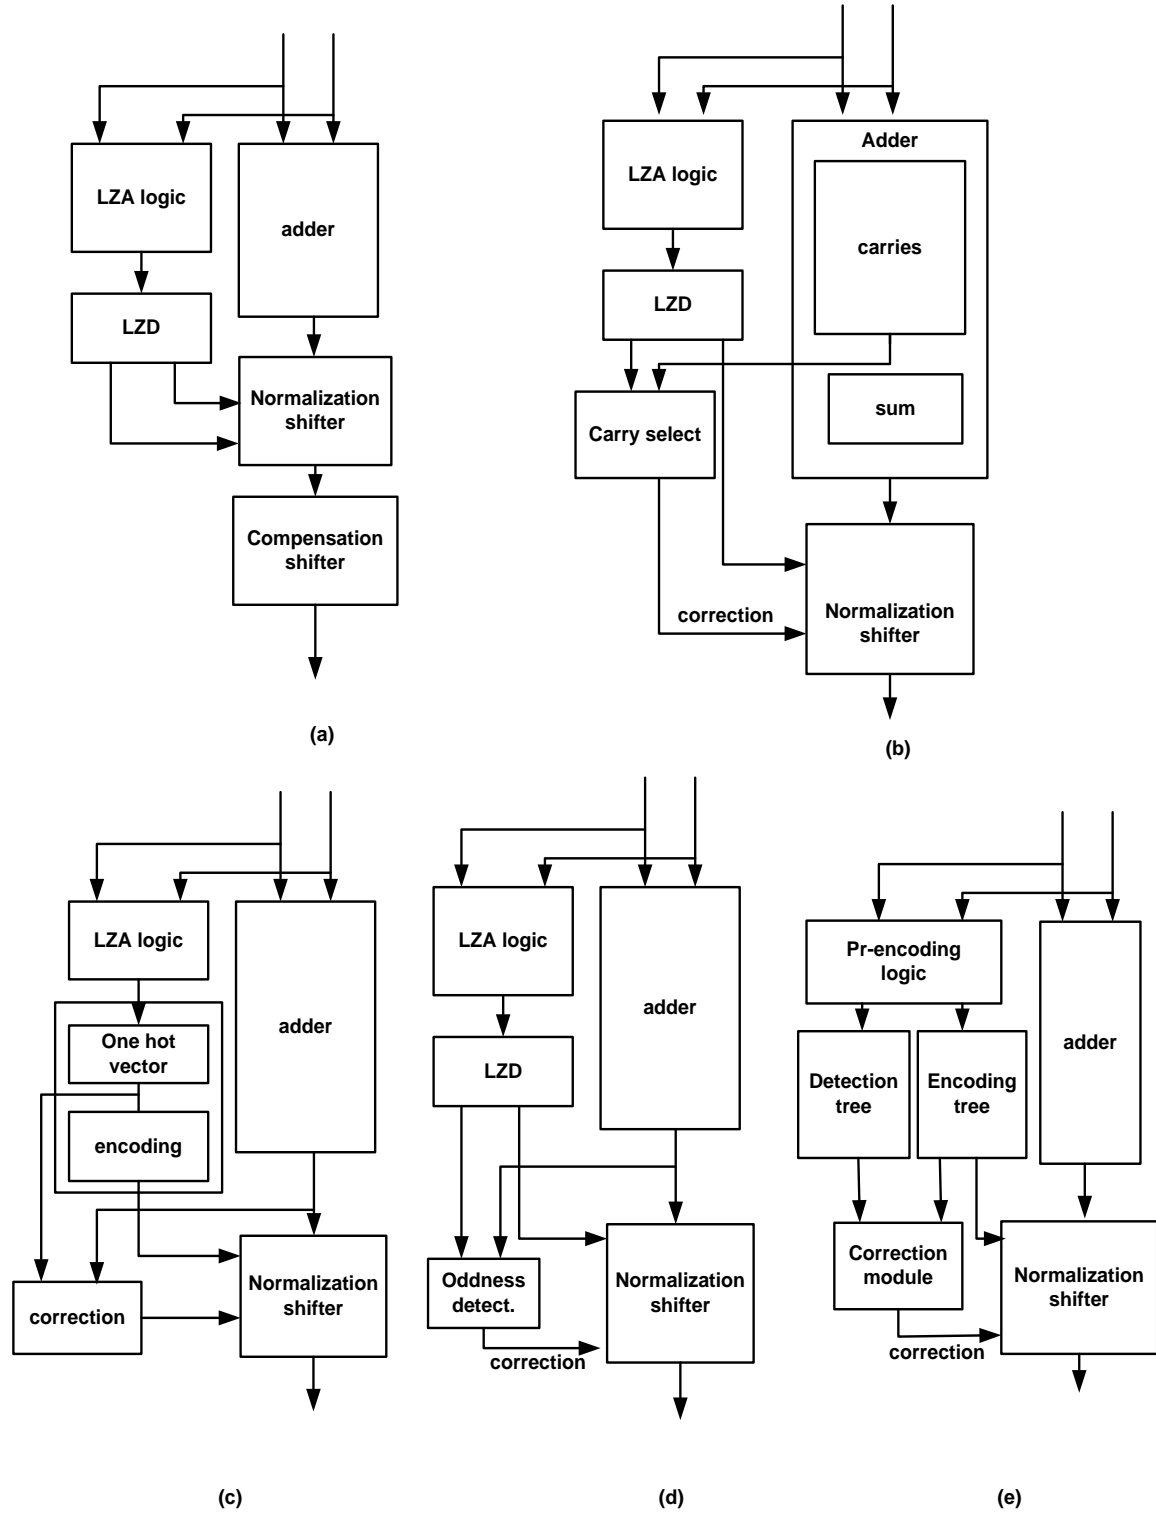 LZA logic
adder
LZD
Normalization
shifter
Compensation
shifter
(a)
Adder
LZA logic
carries
LZD
sum
Carry select
correction
Normalization
shifter
(b)
LZA logic
One hot
vector
encoding
adder
correction
Normalization
shifter
(c)
LZA logic
adder
LZD
Oddness
detect.
Normalization
shifter
correction
(d)
Pr-encoding
logic
adder
Detection
tree
Encoding
tree
Correction
module
Normalization
shifter
correction
(e)